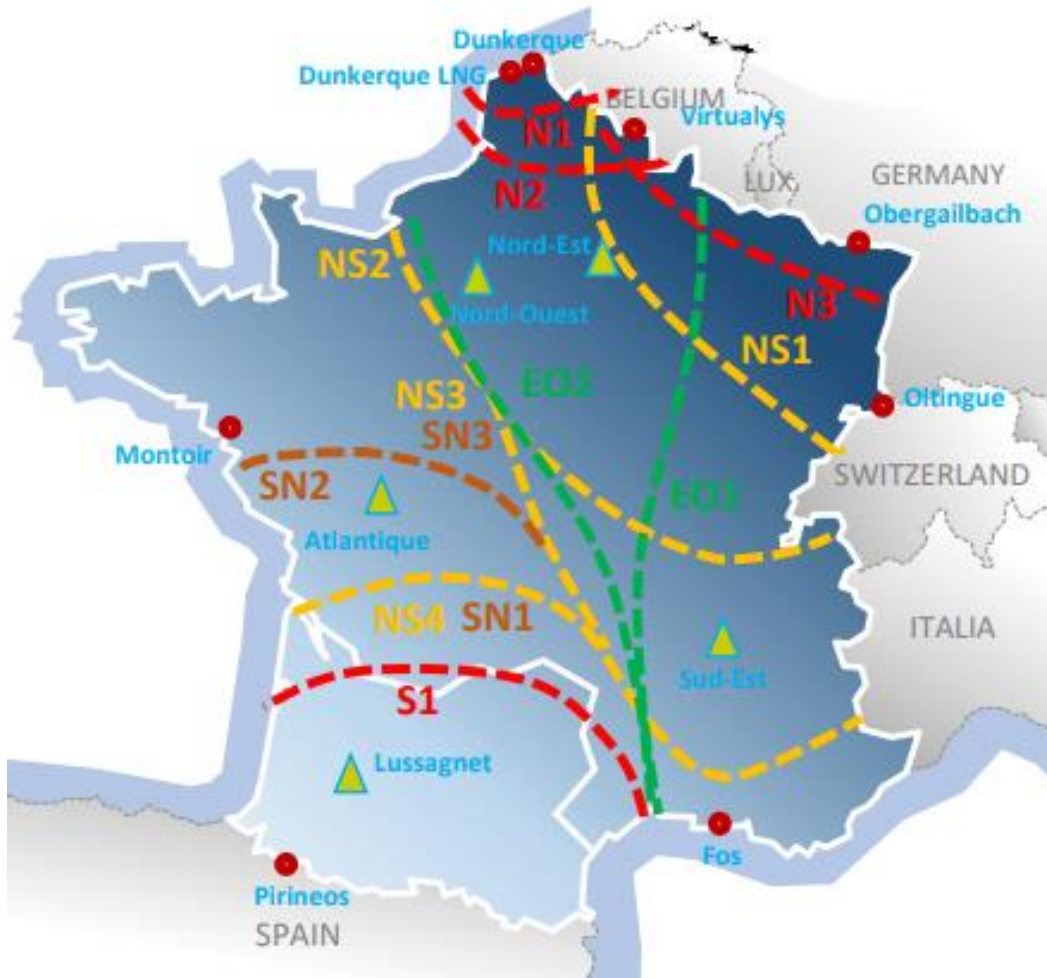 Dunkerque
Dunkerque LNG
BELGIUM
Virtualys
N1
N2
LUX
GERMANY
Obergailbach
NS2
Nord-Est
N3
Nord-Ouest
NS1
EO2
NS3
SN3
Oltingue
Montoir
SN2
EO1
SWITZERLAND
Atlantique
NS4
SN1
ITALIA
S1
Sud-Est
Lussagnet
Fos
Pirineos
SPAIN